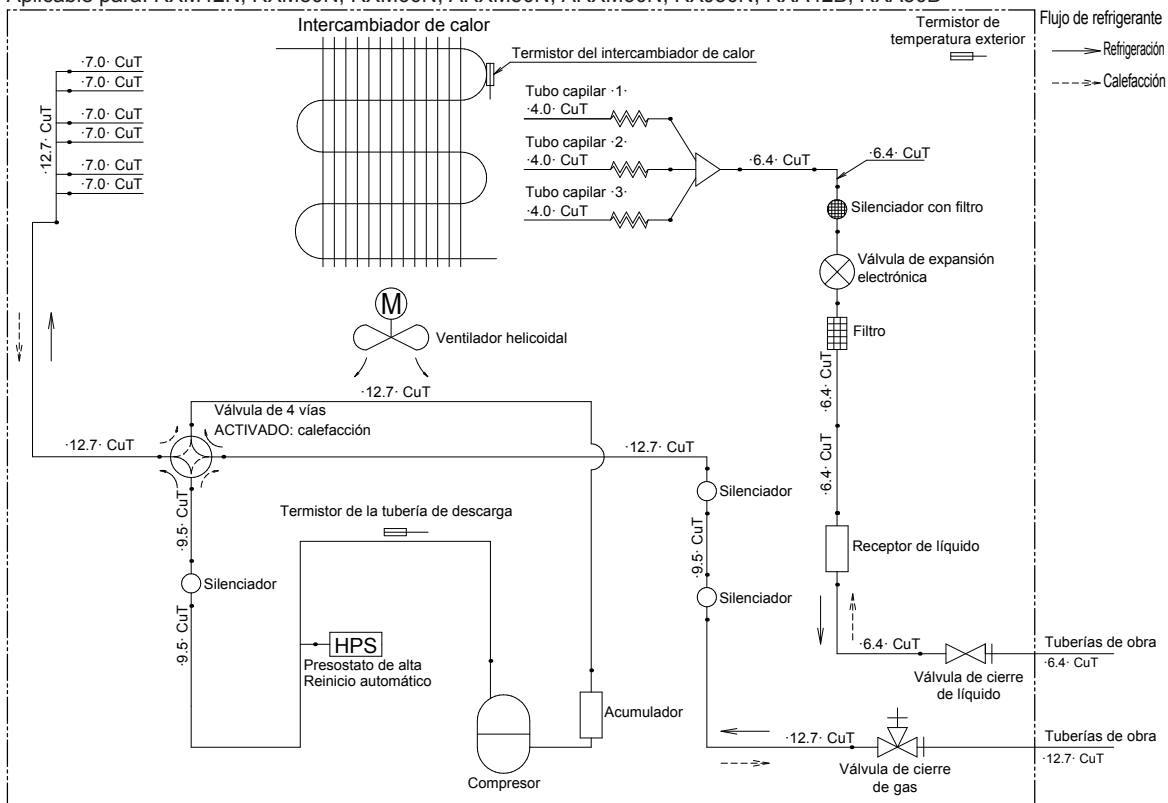 Aplicable para:
Flujo de refrigerante
Refrigeración
Calefacción
Termistor de
temperatura exterior
Intercambiador de calor
Termistor del intercambiador de calor
·7.0· CuT
·7.0· CuT
·7.0· CuT
·7.0· CuT
·7.0· CuT
·7.0· CuT
·12.7· CuT
Tubo capilar ·1·
·4.0· CuT
Tubo capilar ·2·
·4.0· CuT
Tubo capilar ·3·
·4.0· CuT
·6.4· CuT
·6.4· CuT
Silenciador con filtro
Válvula de expansión
electrónica
Filtro
·6.4· CuT
·6.4· CuT
M
Ventilador helicoidal
·12.7· CuT
Válvula de 4 vías
ACTIVADO: calefacción
·12.7· CuT
·12.7· CuT
Silenciador
·9.5· CuT
Silenciador
Termistor de la tubería de descarga
·9.5· CuT
Silenciador
·9.5· CuT
HPS
Presostato de alta
Reinicio automático
Compresor
Acumulador
Receptor de líquido
·6.4· CuT
Válvula de cierre
de líquido
Tuberías de obra
·6.4· CuT
·12.7· CuT
Válvula de cierre
de gas
Tuberías de obra
·12.7· CuT